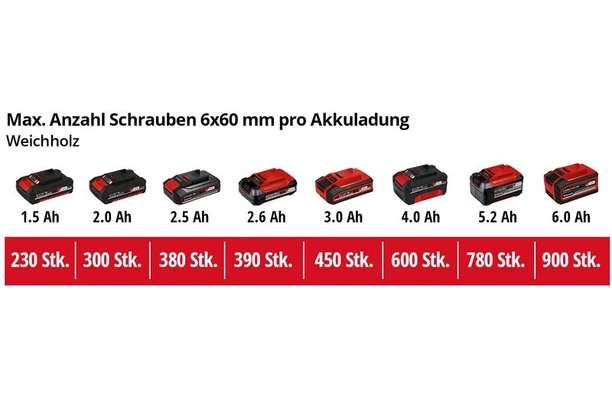 Max. Anzahl Schrauben 6x60 mm pro Akkuladung
Weichholz
1.5 Ah 2.0 Ah 2.5 Ah 2.6 Ah 3.0 Ah 4.0 Ah 5.2 Ah 6.0 Ah
230 Stk. 300 Stk. 380 Stk. 390 Stk. 450 Stk. 600 Stk. 780 Stk. 900 Stk.